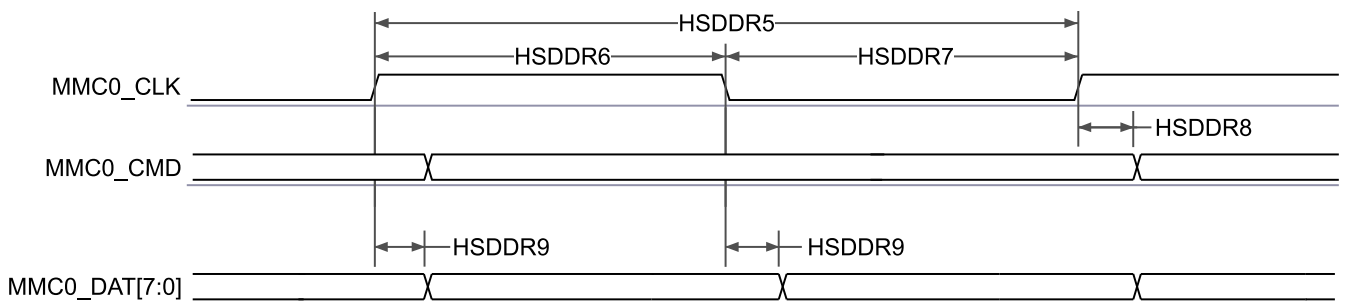 HSDDR5
HSDDR6 HSDDR7
MMC0_CLK
HSDDR8
MMC0_CMD
HSDDR9 HSDDR9
MMC0_DAT[7:0]